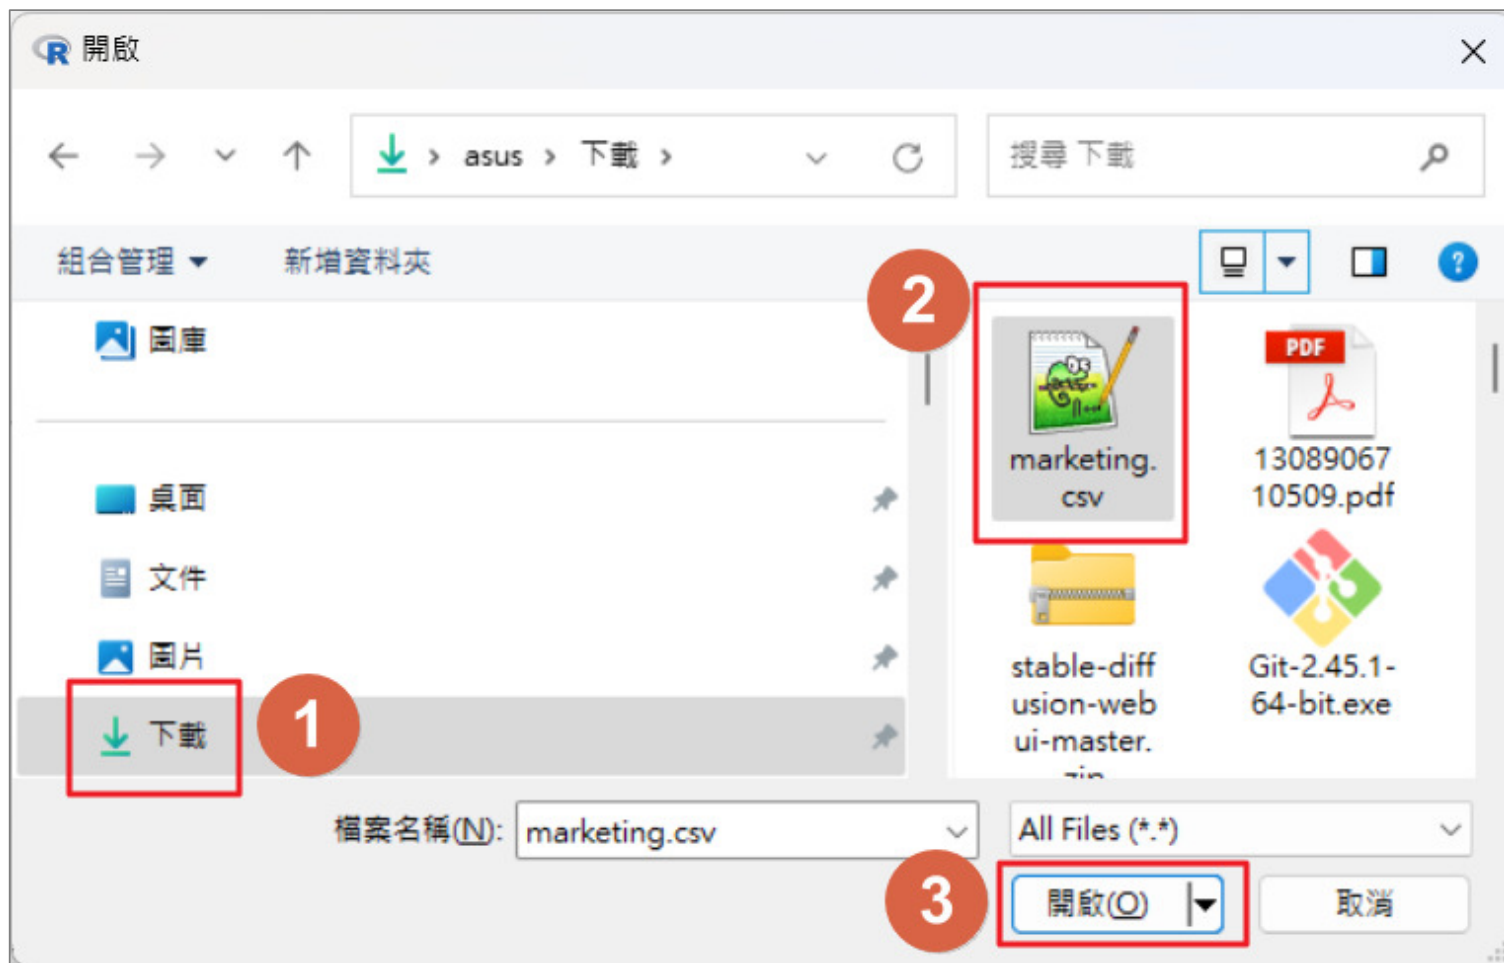 開啟
asus 下載
搜尋 下載
組合管理 新增資料夾
圖庫
桌面
文件
圖片
下載
1
2
marketing.
csv
PDF
13089067
10509.pdf
stable-diff
usion-web
ui-master.
zip
Git-2.45.1-
64-bit.exe
檔案名稱(N): marketing.csv
All Files (*.*)
3
開啟(O)
取消